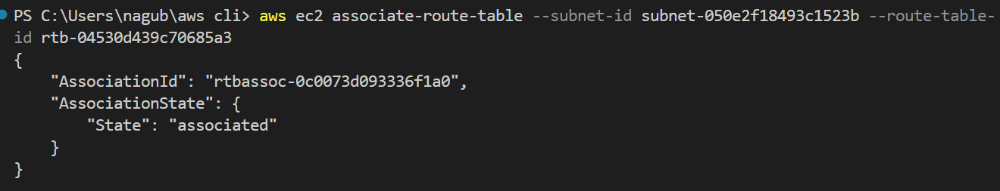 PS C:\Users\nagub\aws cli> aws ec2 associate-route-table --subnet-id subnet-050e2f18493c1523b --route-table-
id rtb-04530d439c70685a3
{
    "AssociationId": "rtbassoc-0c0073d093336f1a0",
    "AssociationState": {
        "State": "associated"
    }
}